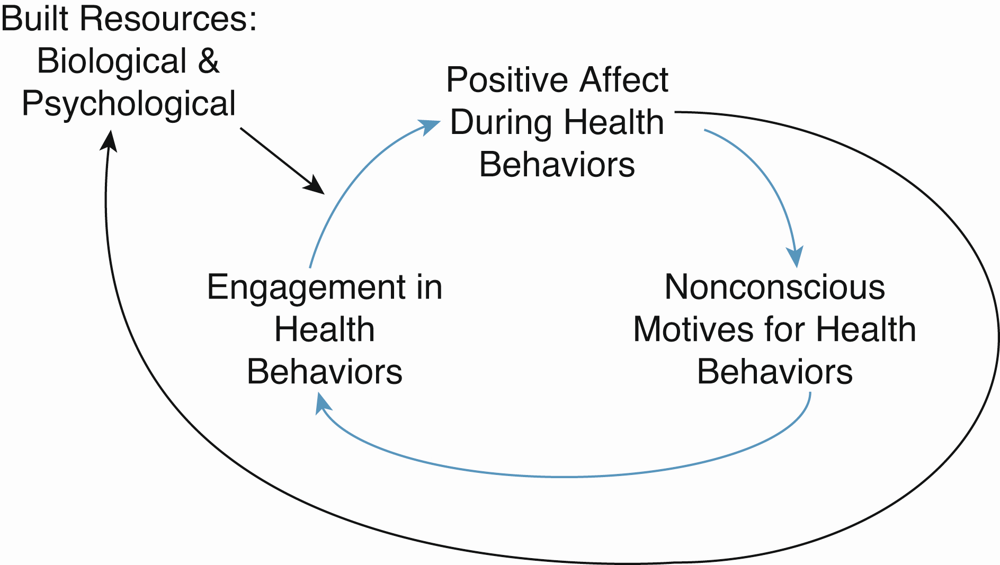 Built Resources:
Biological &
Psychological
Positive Affect
During Health
Behaviors
Engagement in
Health
Behaviors
Nonconscious
Motives for Health
Behaviors